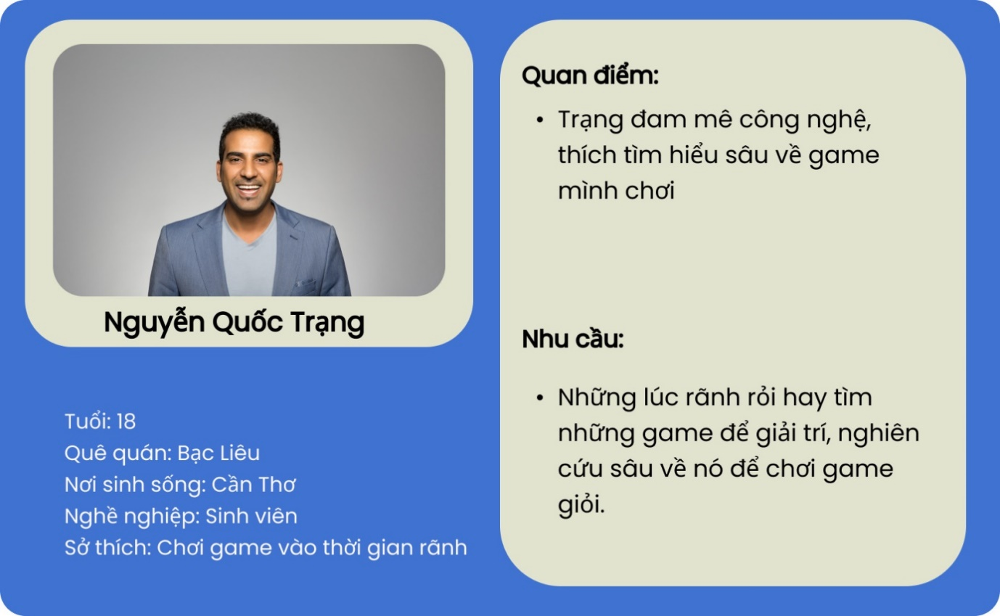 Nguyễn Quốc Trạng
Tuổi: 18
Quê quán: Bạc Liêu
Nơi sinh sống: Cần Thơ
Nghề nghiệp: Sinh viên
Sở thích: Chơi game vào thời gian rãnh
Quan điểm:
• Trạng đam mê công nghệ,
thích tìm hiểu sâu về game
mình chơi
Nhu cầu:
• Những lúc rãnh rỏi hay tìm
những game để giải trí, nghiên
cứu sâu về nó để chơi game
giỏi.